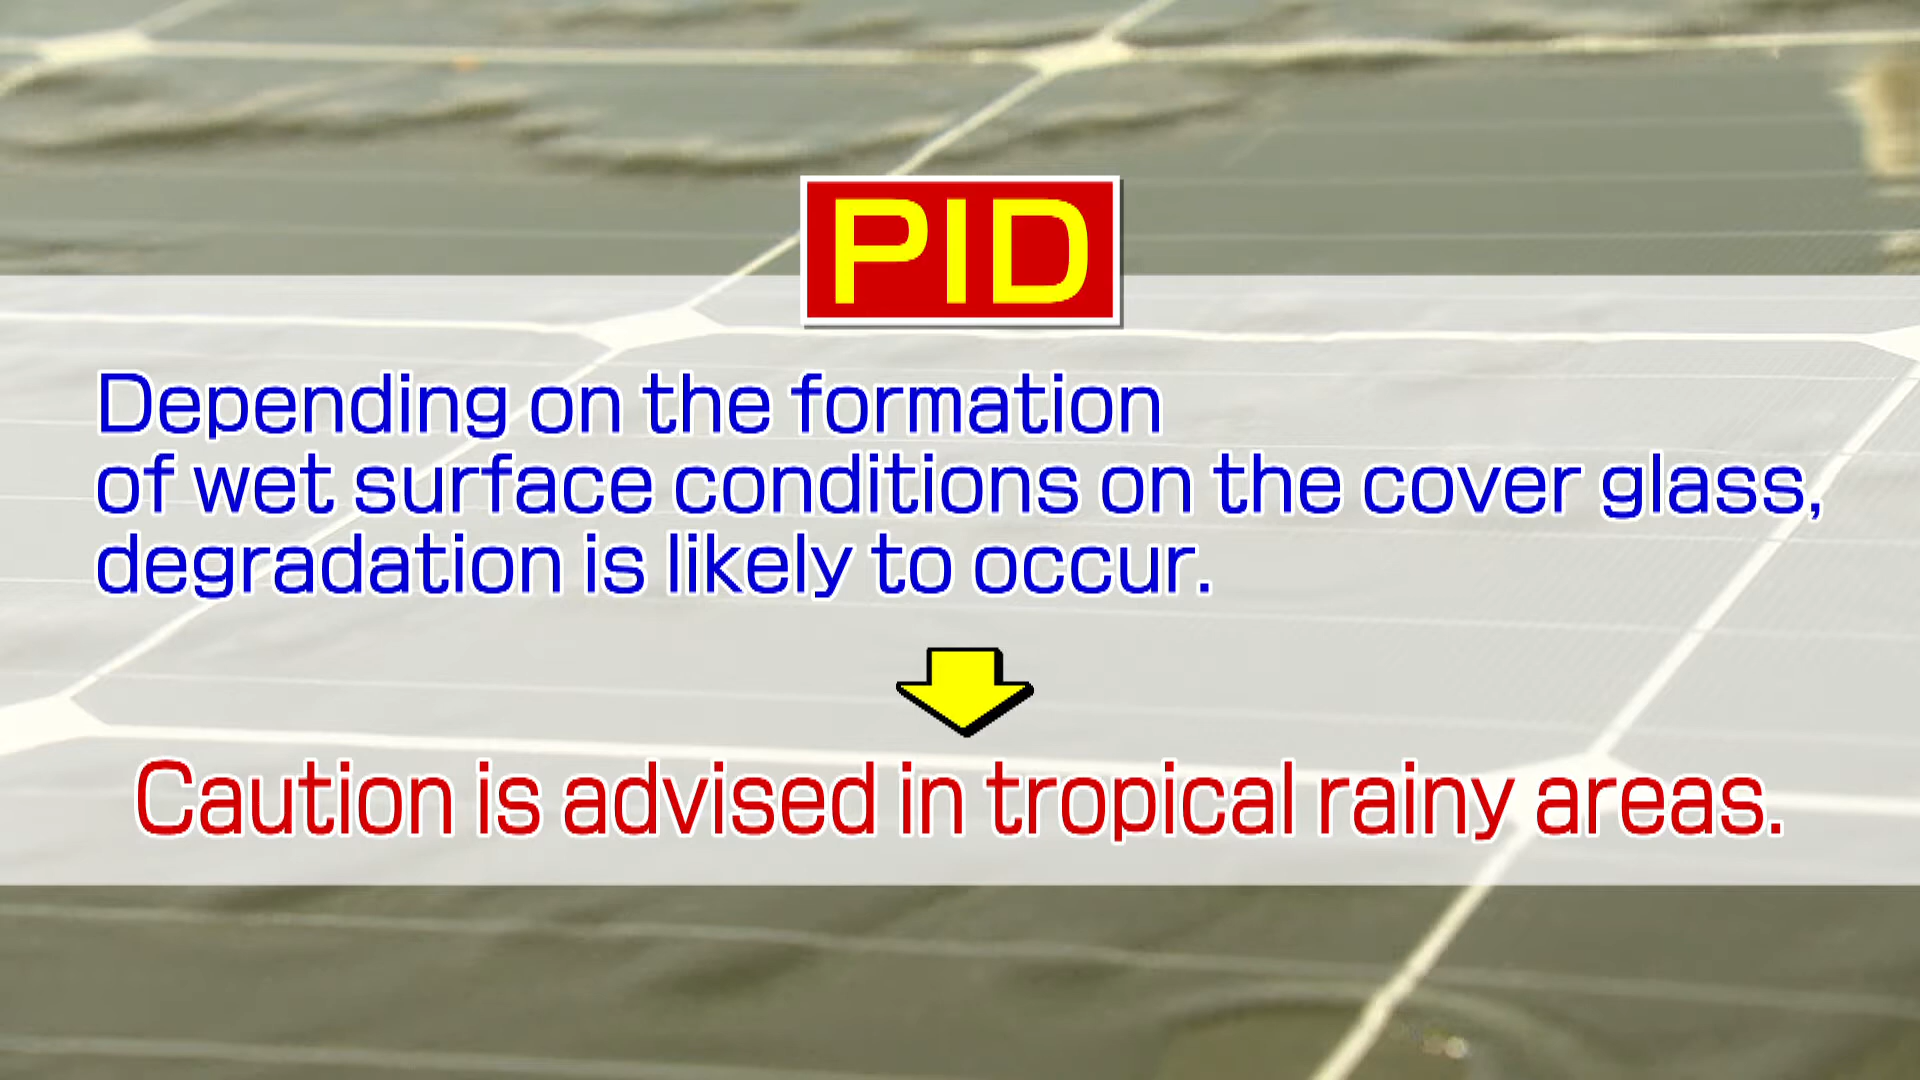 PID
Depending on the formation
of wet surface conditions on the cover glass,
degradation is likely to occur.
Caution is advised in tropical rainy areas.